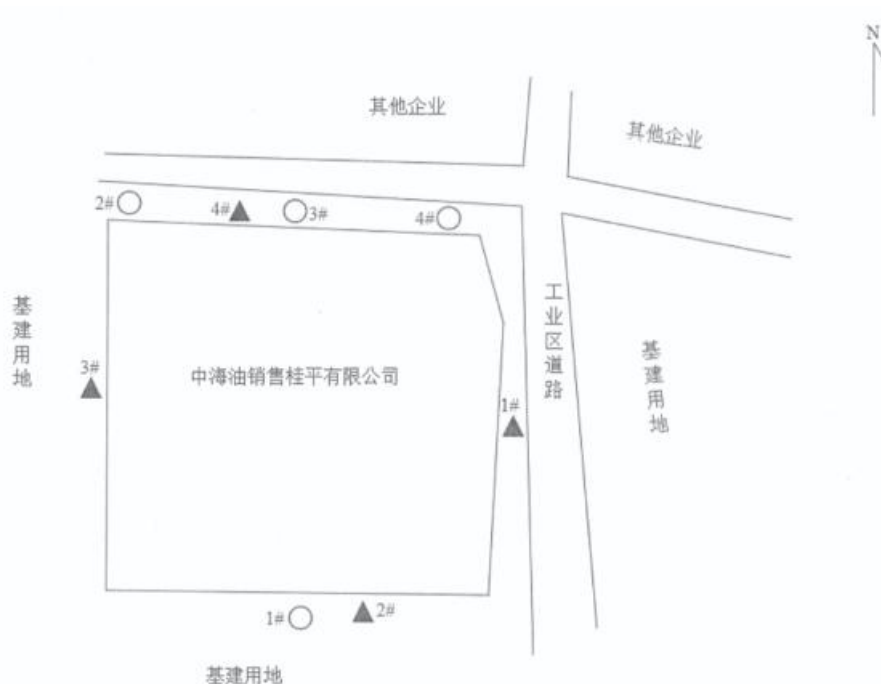 N
其他企业
其他企业
2#
4#
3#
4#
基建用地
3#
中海油销售桂平有限公司
工业区道路
基建用地
1#
1#
2#
基建用地